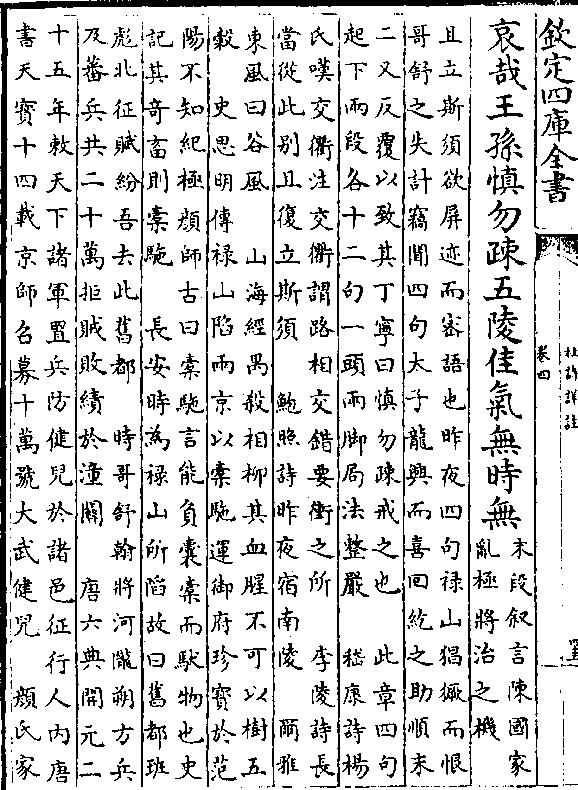 欽定四庫全書
杜詩詳註
卷四
哀哉王孫慎勿疎五陵佳氣無時無
末段叙言陳國家
亂極將治之機
且立斯須欲屏迹而宻語也昨夜四句禄山猖獗而恨
哥舒之失計竊聞四句太子龍興而喜回紇之助順末
二又反覆以致其丁寧曰慎勿疎戒之也 此章四句
起下兩段各十二句一頭兩脚局法整嚴 嵇康詩楊
氏嘆交衢注交衢謂路相交錯要衝之所 李陵詩長
當從此别且復立斯須 鮑照詩昨夜宿南陵 爾雅
東風曰谷風 山海經禺殺相柳其血腥不可以樹五
穀 史思明傳禄山陷兩京以橐駞運御府珍寳於范
陽不知紀極顔師古曰橐駞言能負囊橐而馱物也史
記其奇畜則橐駞 長安時為禄山所陷故曰舊都班
彪北征賦紛吾去此舊都 時哥舒翰將河隴朔方兵
及蕃兵共二十萬拒賊敗績於潼關 唐六典開元二
十五年敕天下諸軍置兵防健兒於諸邑征行人内唐
書天寳十四載京師召募十萬號天武健兒 顔氏家